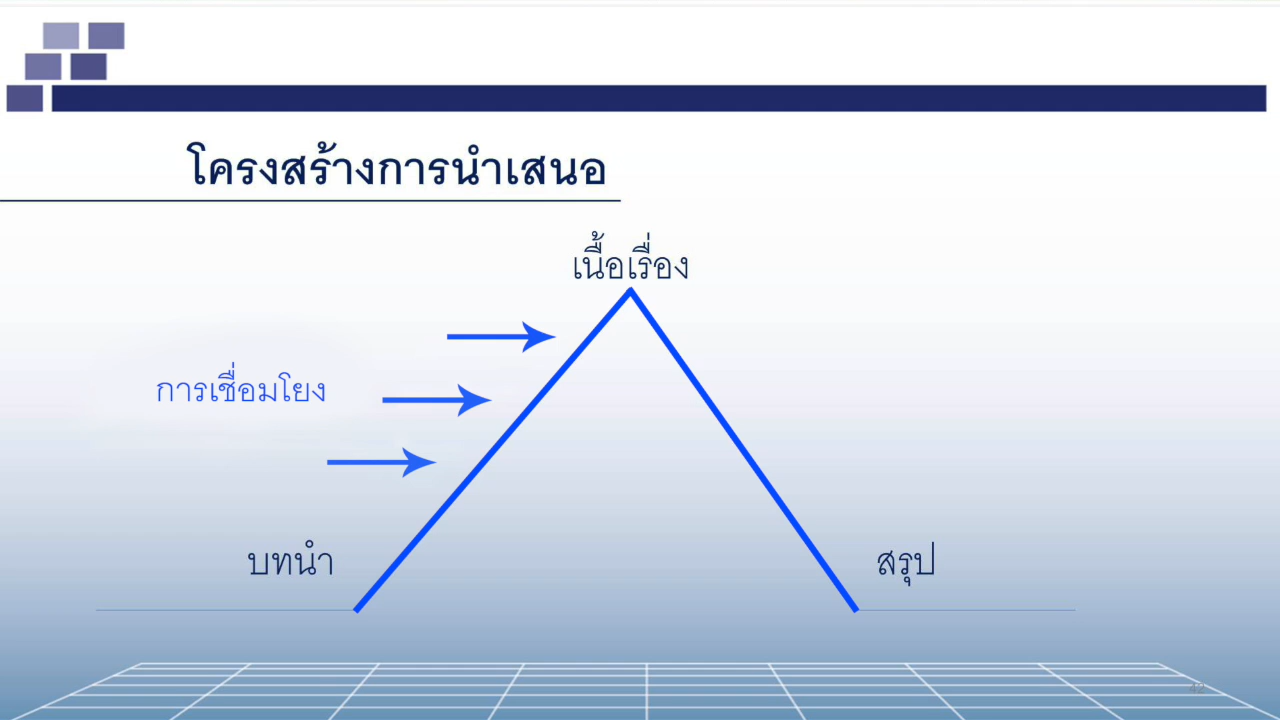 โครงสร้างการนำเสนอ
เนื้อเรื่อง
การเชื่อมโยง
บทนำ
สรุป